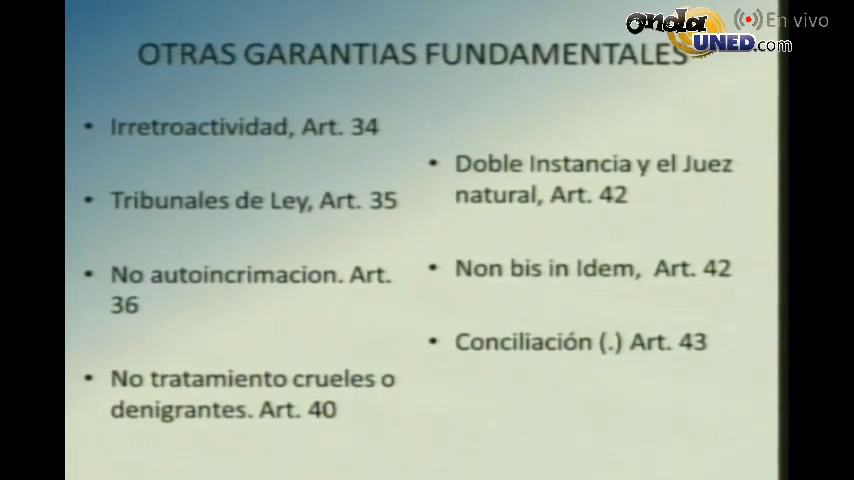 onda
UNED.com
En vivo
OTRAS GARANTIAS FUNDAMENTALES
• Irretroactividad, Art. 34
• Tribunales de Ley, Art. 35
• No autoincrimacion. Art.
36
• No tratamiento crueles o
denigrantes. Art. 40
• Doble Instancia y el Juez
natural, Art. 42
• Non bis in Idem, Art. 42
• Conciliación (.) Art. 43